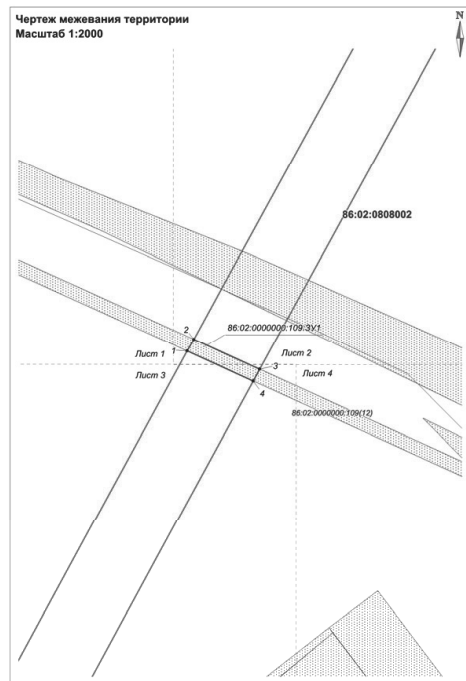 Чертеж межевания территории
Масштаб 1:2000
N
86:02:0808002
2
86:02:0000000:109:ЗУ1
1
Лист 1
Лист 2
3
Лист 3
Лист 4
4
86:02:0000000:109(12)